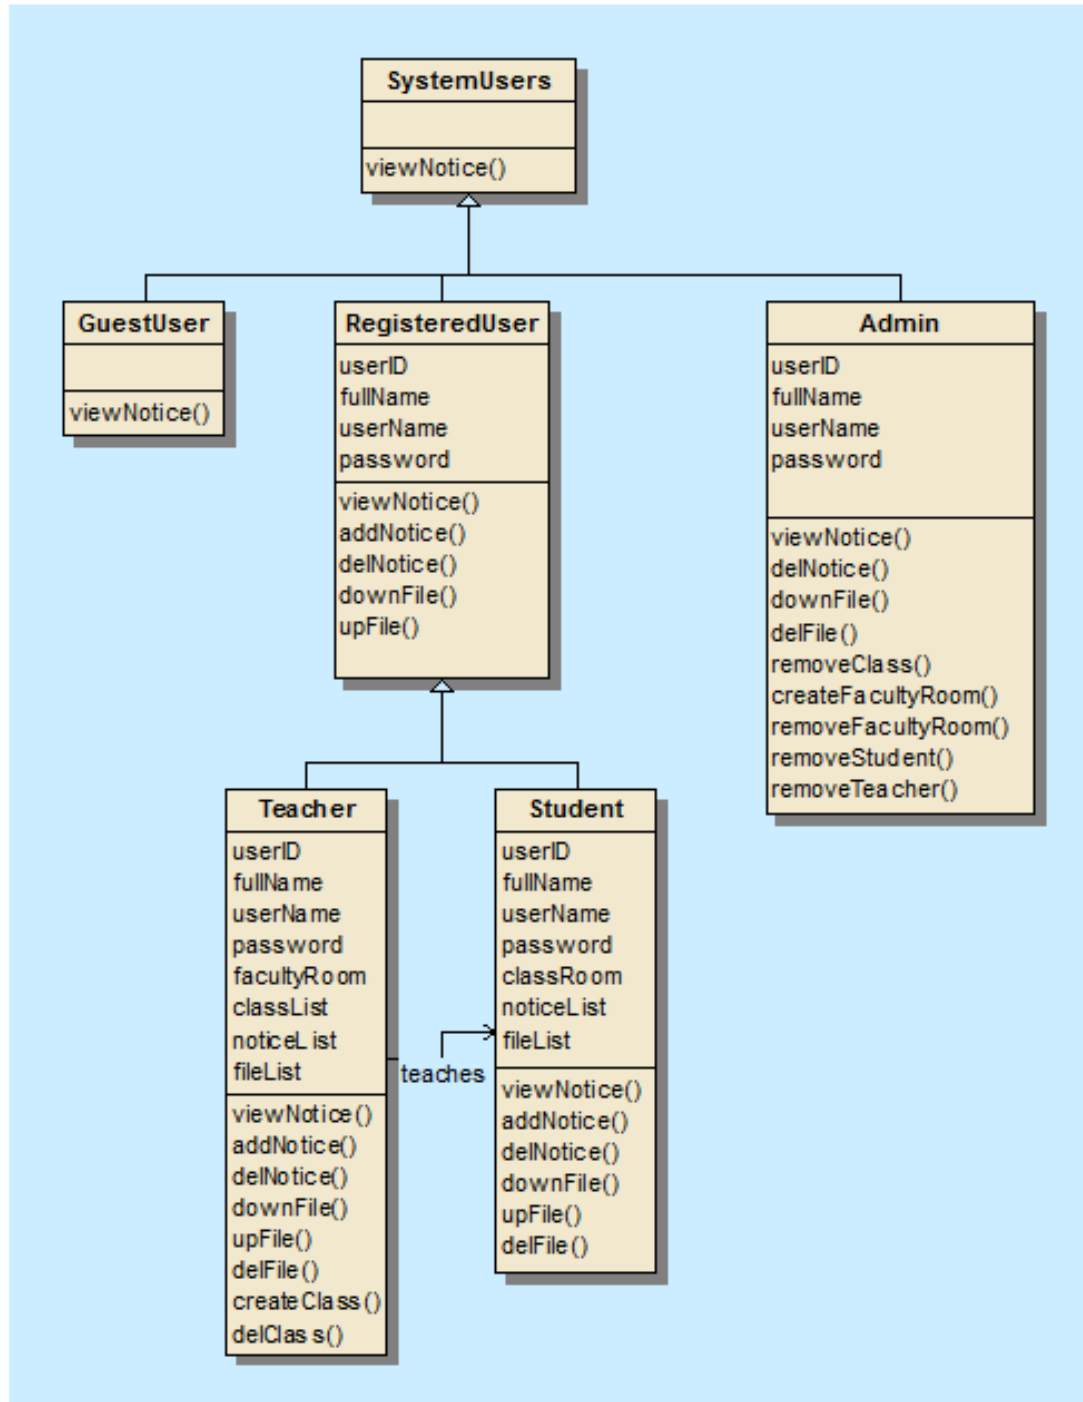 SystemUsers
viewNotice()
GuestUser
viewNotice()
RegisteredUser
userID
fullName
userName
password
viewNotice()
addNotice()
delNotice()
downFile()
upFile()
Admin
userID
fullName
userName
password
viewNotice()
delNotice()
downFile()
delFile()
removeClass()
createFacultyRoom()
removeFacultyRoom()
removeStudent()
removeTeacher()
Teacher
userID
fullName
userName
password
facultyRoom
classList
noticeList
fileList
viewNotice()
addNotice()
delNotice()
downFile()
upFile()
delFile()
createClass()
delClass()
teaches
Student
userID
fullName
userName
password
classRoom
noticeList
fileList
viewNotice()
addNotice()
delNotice()
downFile()
upFile()
delFile()